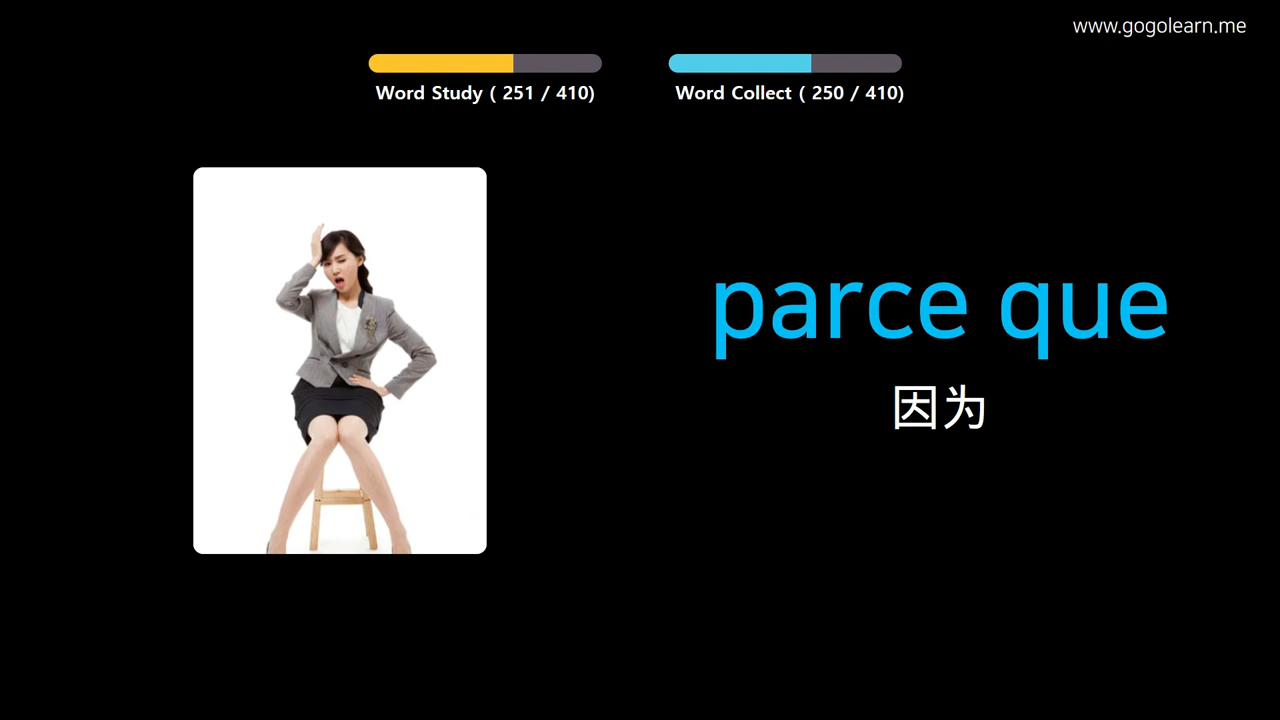 www.gogolearn.me
Word Study ( 251 / 410)
Word Collect ( 250 / 410)
parce que
因为